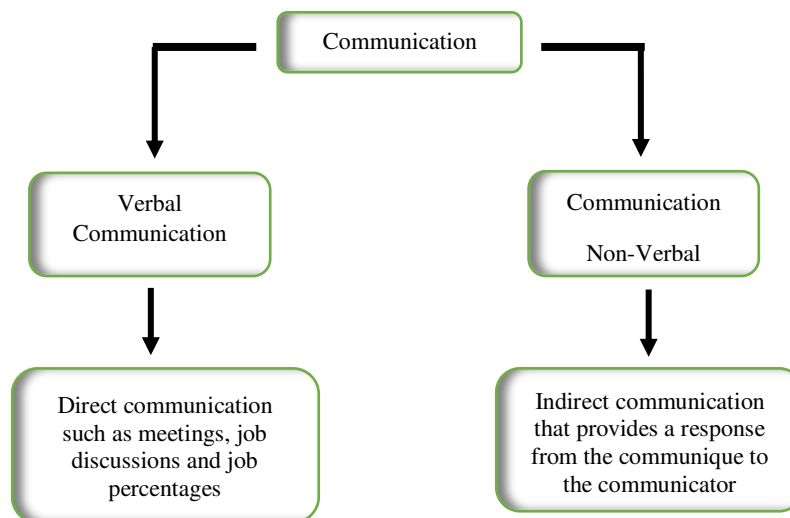 Communication
Verbal
Communication
Communication
Non-Verbal
Direct communication
such as meetings, job
discussions and job
percentages
Indirect communication
that provides a response
from the communique to
the communicator